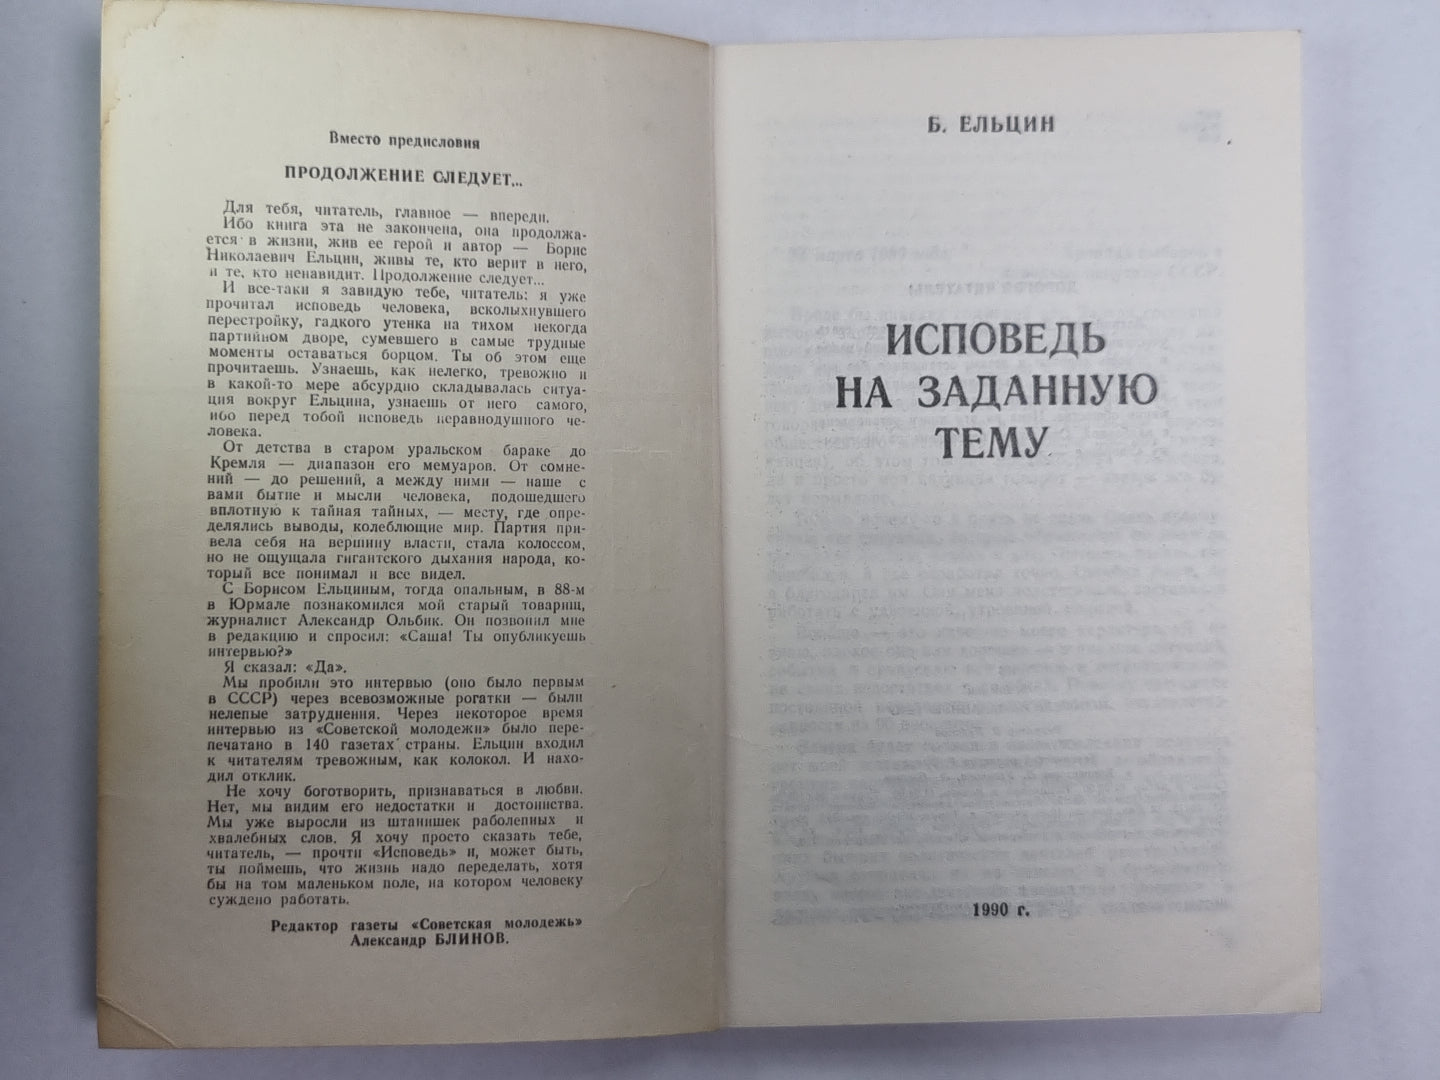 Вместо предисловия
ПРОДОЛЖЕНИЕ СЛЕДУЕТ...
Для тебя, читатель, главное — впереди.
Ибо книга эта не закончена, она продолжа-
ется в жизни, жив ее герой и автор — Борис
Николаевич Ельцин, живы те, кто верит в него,
и те, кто ненавидит. Продолжение следует...
И все-таки я завидую тебе, читатель: я уже
прочитал исповедь человека, всколыхнувшего
перестройку, гадкого утенка на тихом некогда
партийном дворе, сумевшего в самые трудные
моменты оставаться борцом. Ты об этом еще
прочитаешь. Узнаешь, как нелегко, тревожно и
в какой-то мере абсурдно складывалась ситуа-
ция вокруг Ельцина, узнаешь от него самого,
ибо перед тобой исповедь неравнодушного че-
ловека.
От детства в старом уральском бараке до
Кремля — диапазон его мемуаров. От сомне-
ний — до решений, а между ними — наше с
вами бытие и мысли человека, подошедшего
вплотную к тайная тайных, — месту, где опре-
делялись выводы, колеблющие мир. Партия при-
вела себя на вершину власти, стала колоссом,
но не ощущала гигантского дыхания народа, ко-
торый все понимал и все видел.
С Борисом Ельциным, тогда опальным, в 88-м
в Юрмале познакомился мой старый товарищ,
журналист Александр Ольбик. Он позвонил мне
в редакцию и спросил: «Саша! Ты опубликуешь
интервью?»
Я сказал: «Да».
Мы пробили это интервью (оно было первым
в СССР) через всевозможные рогатки — были
нелепые затруднения. Через некоторое время
интервью из «Советской молодежи» было пере-
печатано в 140 газетах страны. Ельцин входил
к читателям тревожным, как колокол. И нахо-
дил отклик.
Не хочу боготворить, признаваться в любви.
Нет, мы видим его недостатки и достоинства.
Мы уже выросли из штанишек раболепных и
хвалебных слов. Я хочу просто сказать тебе,
читатель, — прочти «Исповедь» и, может быть,
ты поймешь, что жизнь надо переделать, хотя
бы на том маленьком поле, на котором человеку
суждено работать.
Редактор газеты «Советская молодежь»
Александр БЛИНОВ.
Б. ЕЛЬЦИН
ИСПОВЕДЬ
НА ЗАДАННУЮ
ТЕМУ
1990 г.